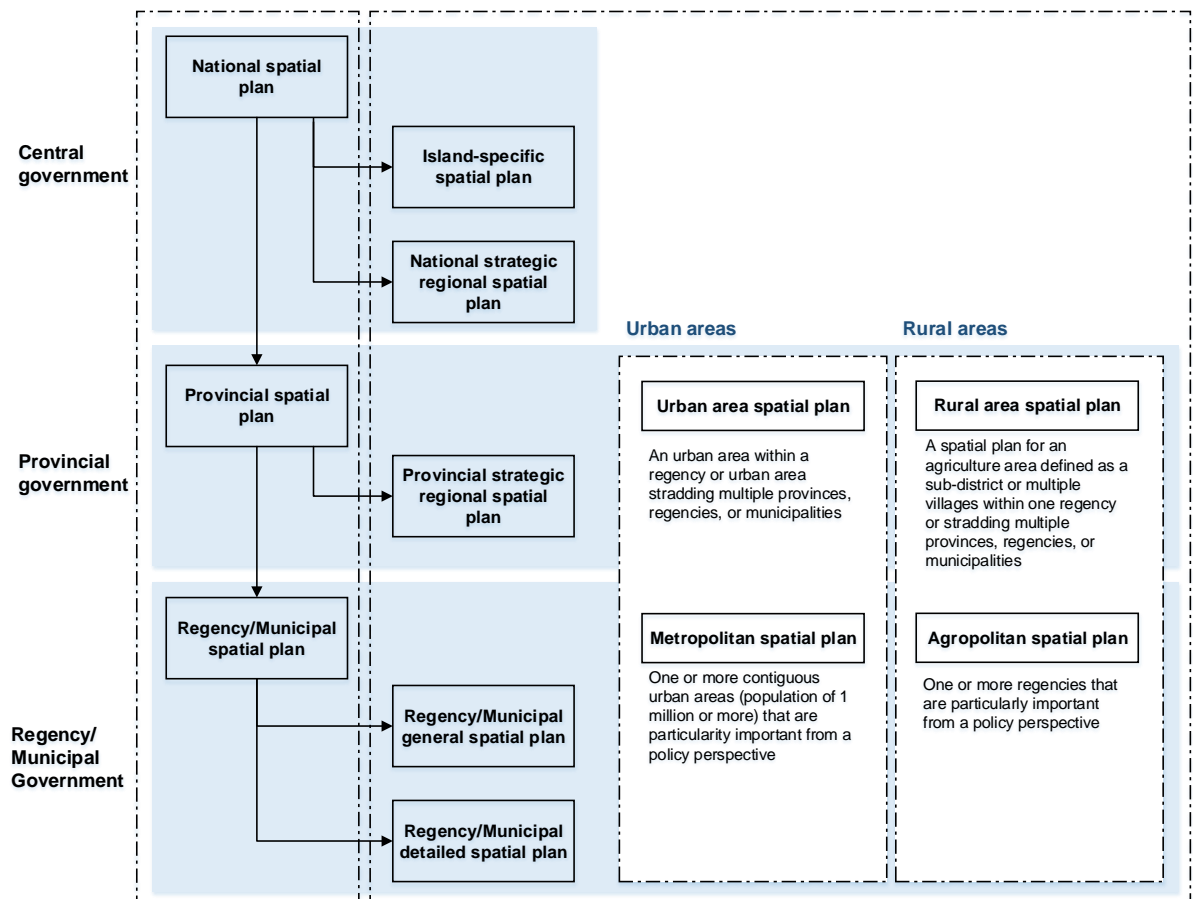 National spatial
plan
Central
government
Island-specific
spatial plan
National strategic
regional spatial
plan
Urban areas
Rural areas
Provincial
government
Provincial spatial
plan
Provincial strategic
regional spatial
plan
Urban area spatial plan
An urban area within a
regency or urban area
stradding multiple provinces,
regencies, or municipalities
Rural area spatial plan
A spatial plan for an
agriculture area defined as a
sub-district or multiple
villages within one regency
or stradding multiple
provinces, regencies, or
municipalities
Regency/
Municipal
Government
Regency/Municipal
spatial plan
Regency/Municipal
general spatial plan
Regency/Municipal
detailed spatial plan
Metropolitan spatial plan
One or more contiguous
urban areas (population of 1
million or more) that are
particularity important from a
policy perspective
Agropolitan spatial plan
One or more regencies that
are particularly important
from a policy perspective